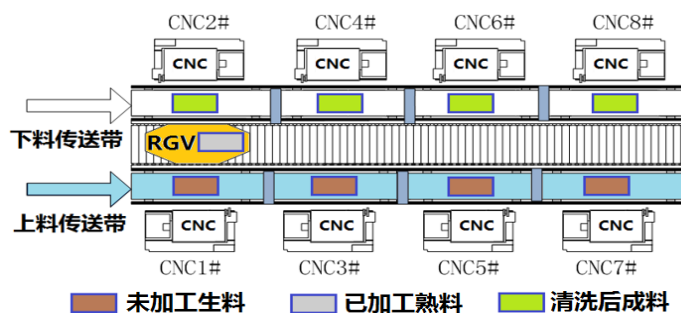 CNC2# CNC4# CNC6# CNC8#
CNC CNC CNC CNC
下料传送带
RGV
上料传送带
CNC CNC CNC CNC
CNC1# CNC3# CNC5# CNC7#
未加工生料 已加工熟料 清洗后成料